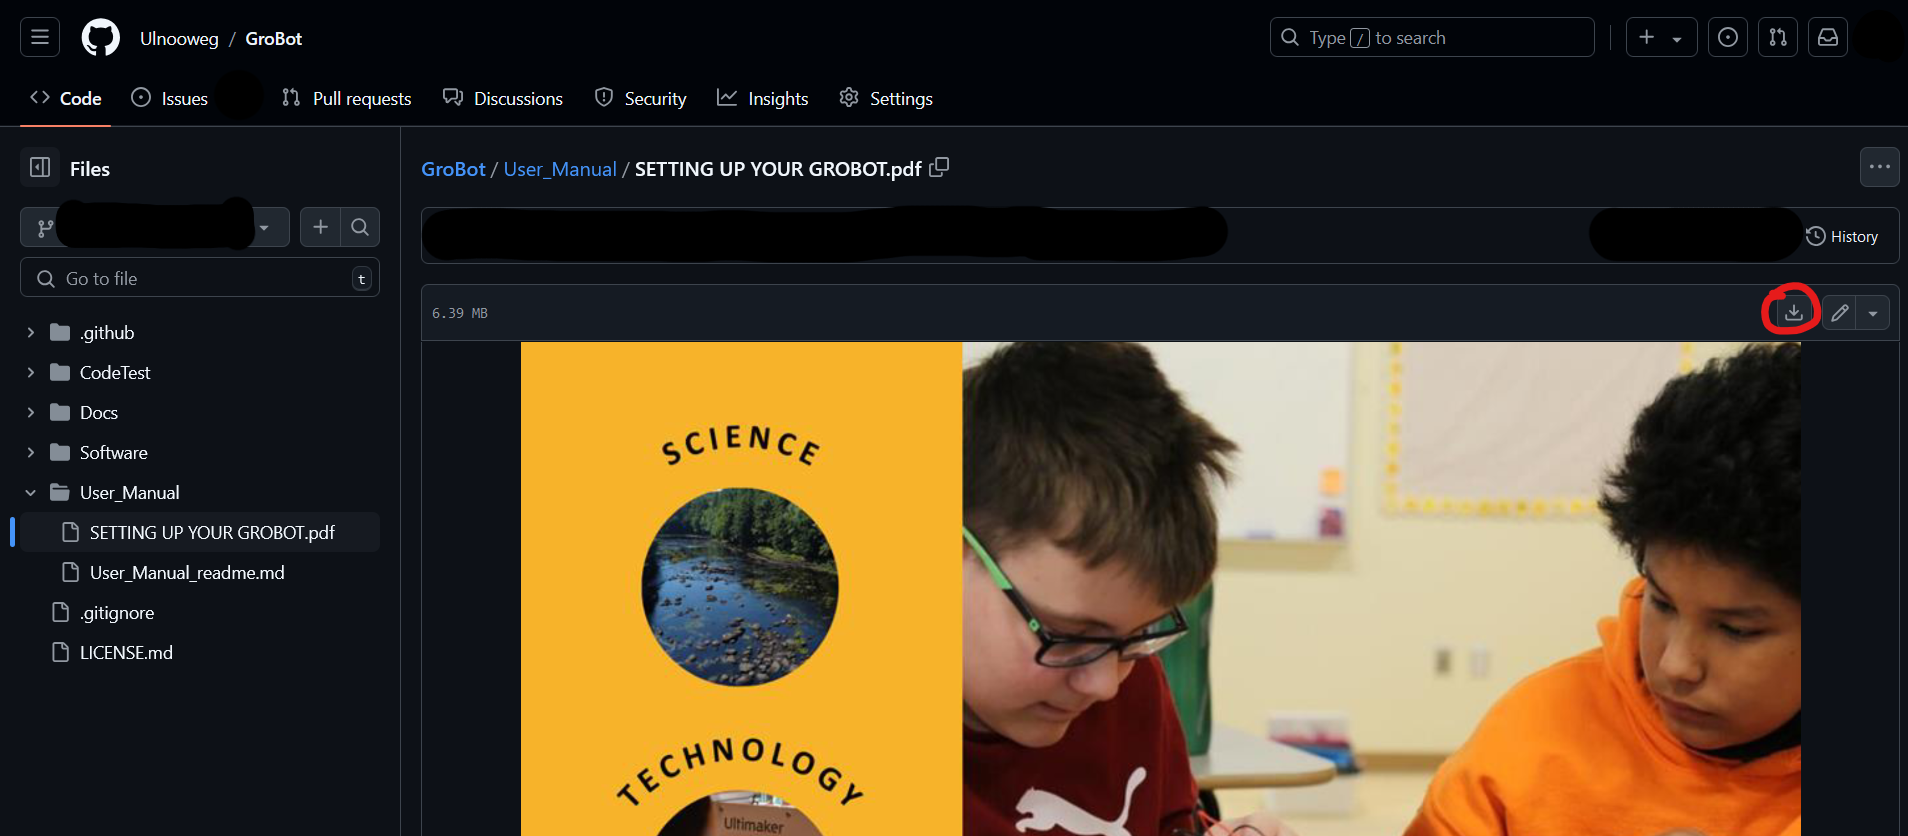 Ulnooweg / GroBot
Type / to search
Code
Issues
Pull requests
Discussions
Security
Insights
Settings
Files
Go to file
t
.github
CodeTest
Docs
Software
User_Manual
SETTING UP YOUR GROBOT.pdf
User_Manual_readme.md
.gitignore
LICENSE.md
GroBot / User_Manual / SETTING UP YOUR GROBOT.pdf
History
6.39 MB
SCIENCE
TECHNOLOGY
Ultimaker